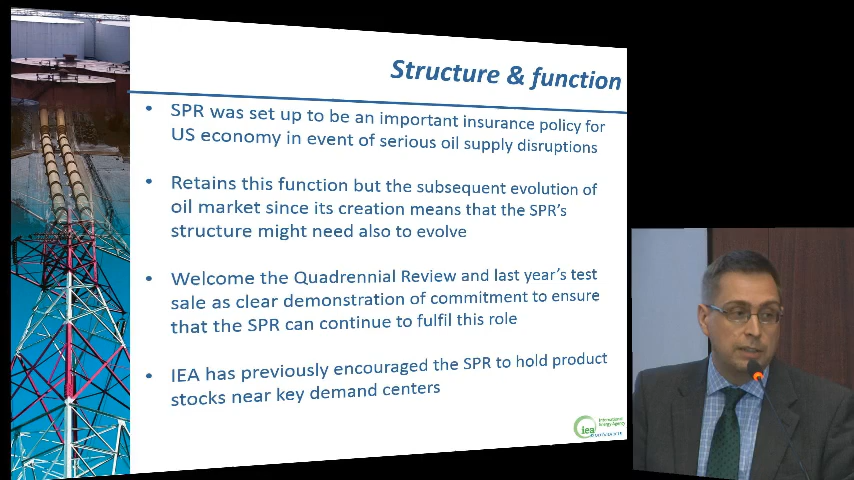 Structure & function
• SPR was set up to be an important insurance policy for
US economy in event of serious oil supply disruptions
• Retains this function but the subsequent evolution of
oil market since its creation means that the SPR's
structure might need also to evolve
• Welcome the Quadrennial Review and last year's test
sale as clear demonstration of commitment to ensure
that the SPR can continue to fulfil this role
• IEA has previously encouraged the SPR to hold product
stocks near key demand centers
iea
International
Energy Agency